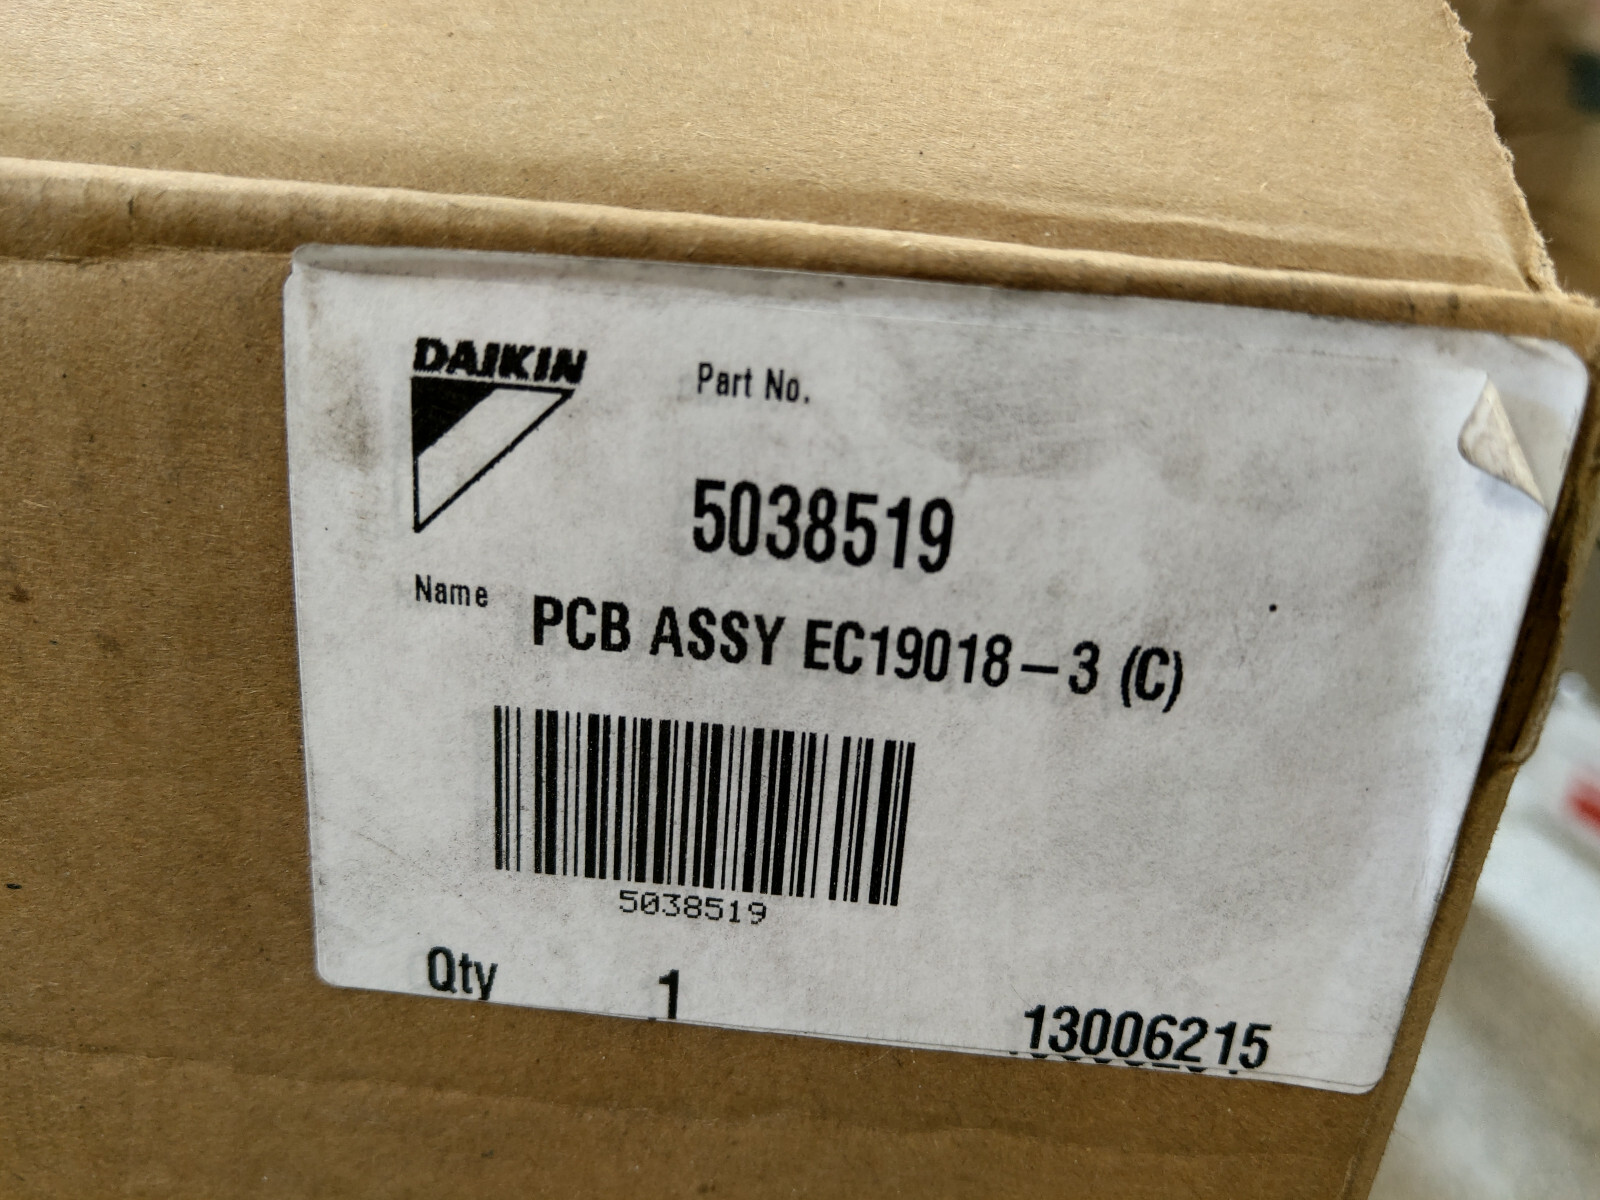 DAIKIN
Part No.
5038519
Name
PCB ASSY EC19018-3 (C)
5038519
Qty 1
13006215